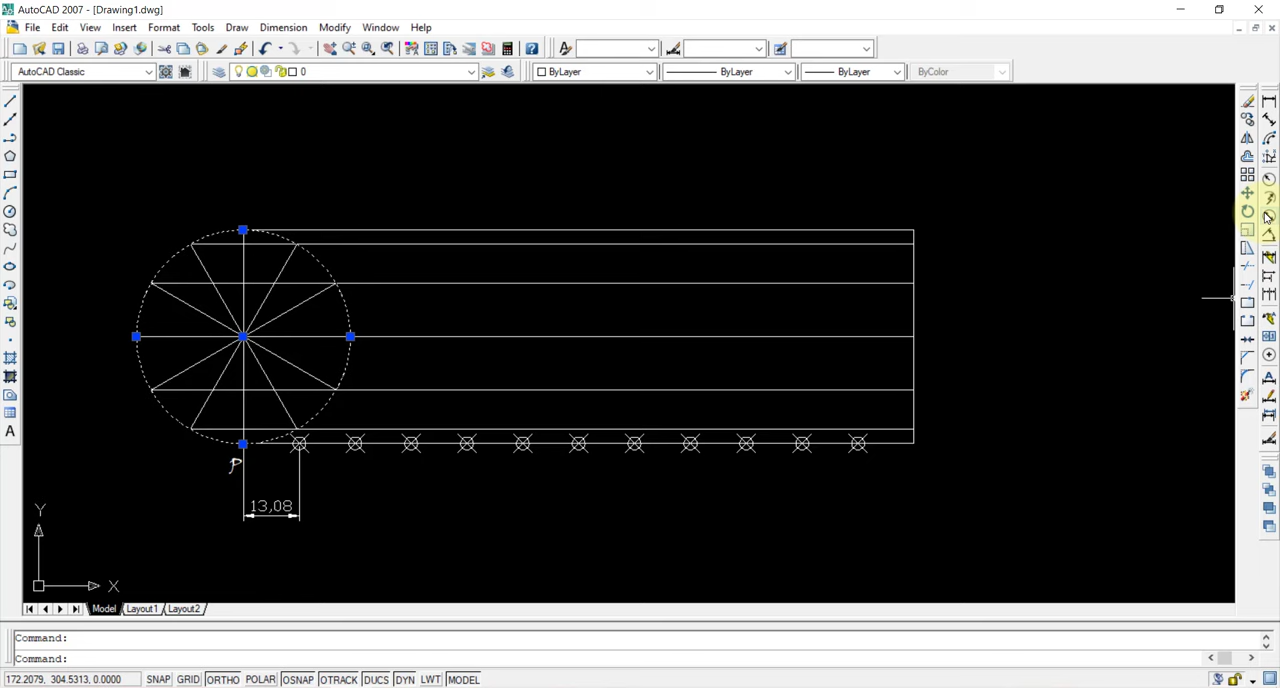 AutoCAD 2007 - [Drawing1.dwg]
File Edit View Insert Format Tools Draw Dimension Modify Window Help
AutoCAD Classic 0 ByLayer ByLayer ByLayer ByColor
A
P
13,08
Y
X
Model Layout1 Layout2
Command:
Command:
172.2079, 304.5313, 0.0000 SNAP GRID ORTHO POLAR OSNAP OTRACK DUCS DYN LWT MODEL